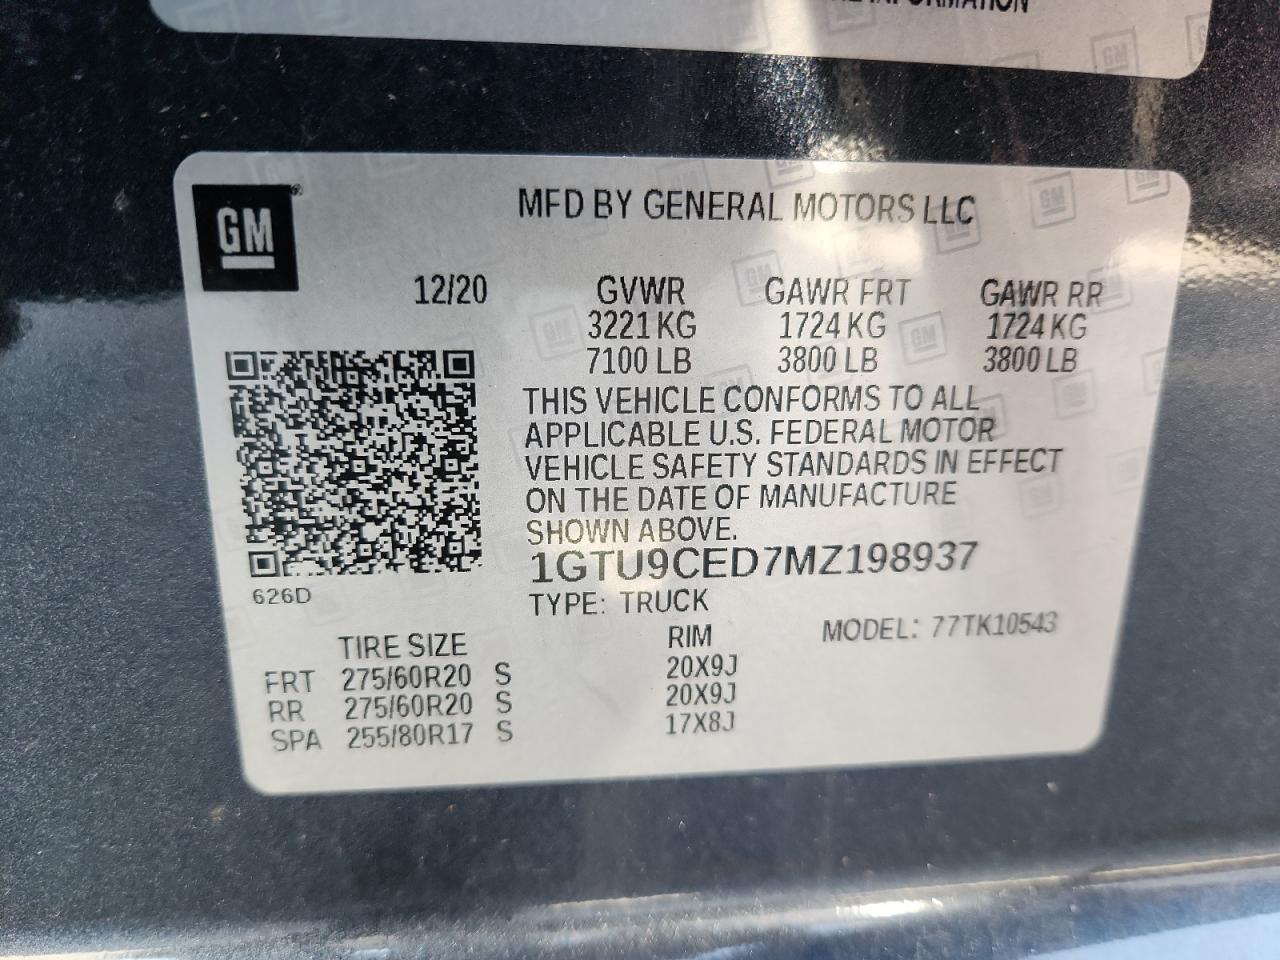 INFORMATION
GM®
MFD BY GENERAL MOTORS LLC
12/20 GVWR GAWR FRT GAWR RR
3221 KG 1724 KG 1724 KG
7100 LB 3800 LB 3800 LB
THIS VEHICLE CONFORMS TO ALL
APPLICABLE U.S. FEDERAL MOTOR
VEHICLE SAFETY STANDARDS IN EFFECT
ON THE DATE OF MANUFACTURE
SHOWN ABOVE.
1GTU9CED7MZ198937
626D
TYPE: TRUCK
MODEL: 77TK10543
TIRE SIZE RIM
FRT 275/60R20 S 20X9J
RR 275/60R20 S 20X9J
SPA 255/80R17 S 17X8J